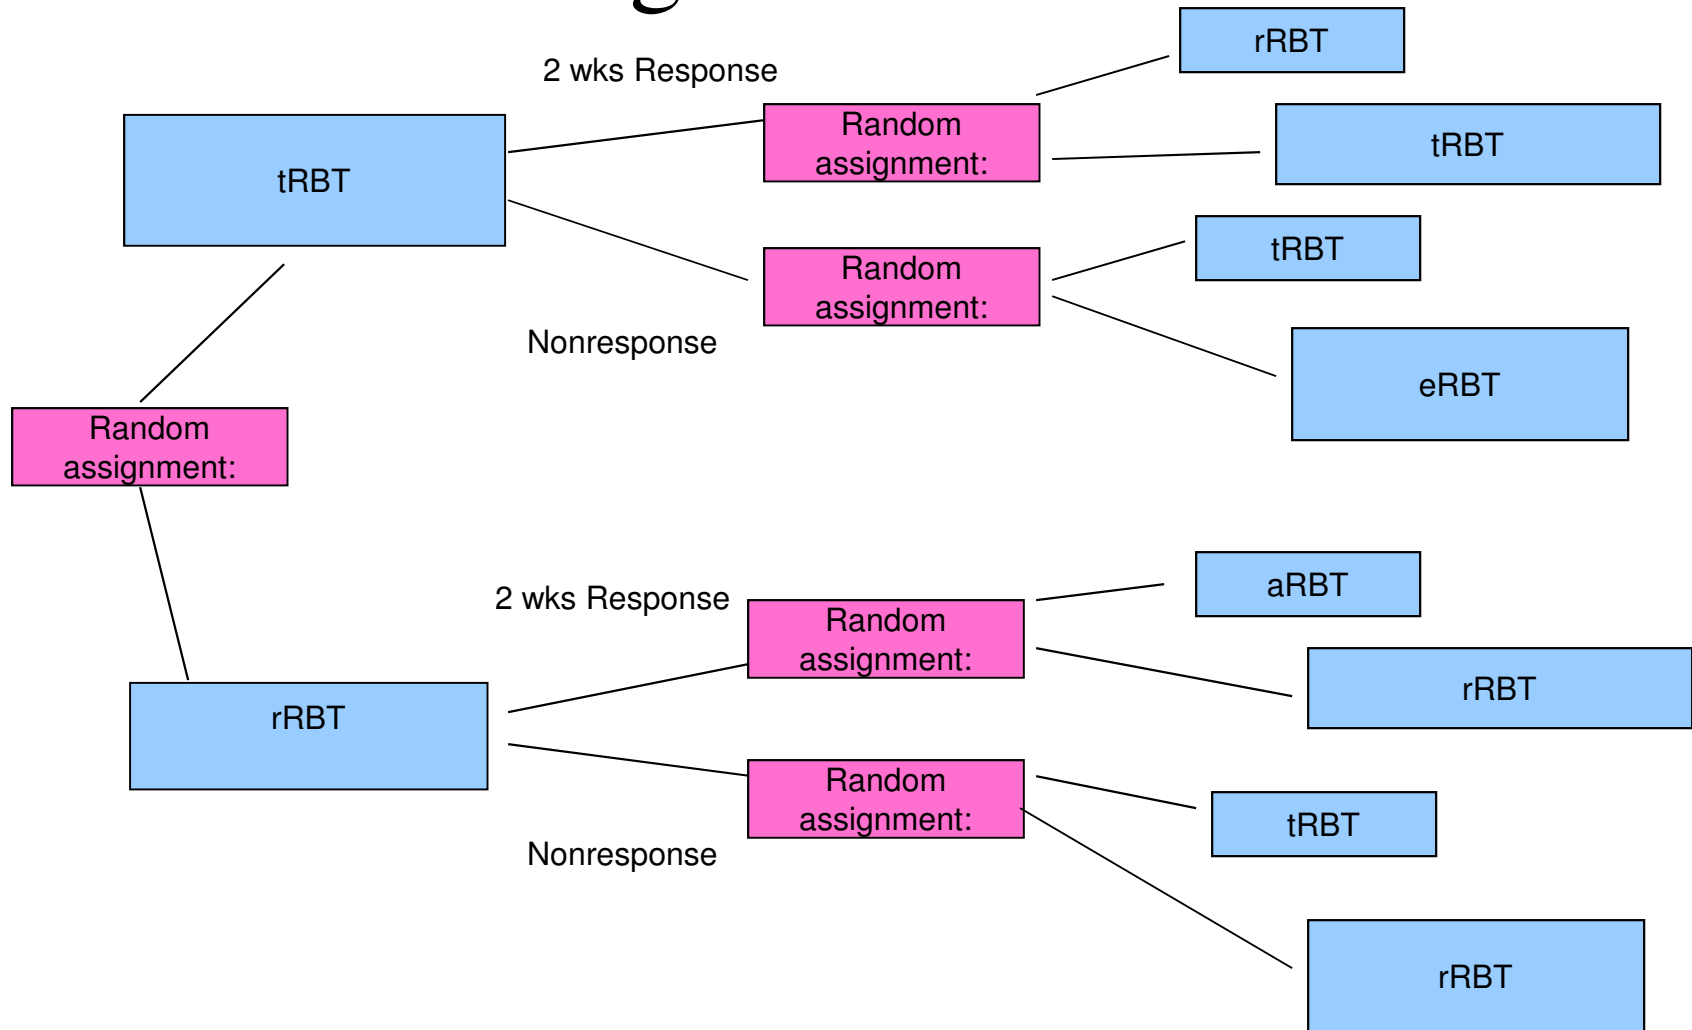 rRBT
2 wks Response
Random
assignment:
tRBT
tRBT
tRBT
Random
assignment:
Nonresponse
eRBT
Random
assignment:
aRBT
2 wks Response
Random
assignment:
rRBT
rRBT
Random
assignment:
tRBT
Nonresponse
rRBT